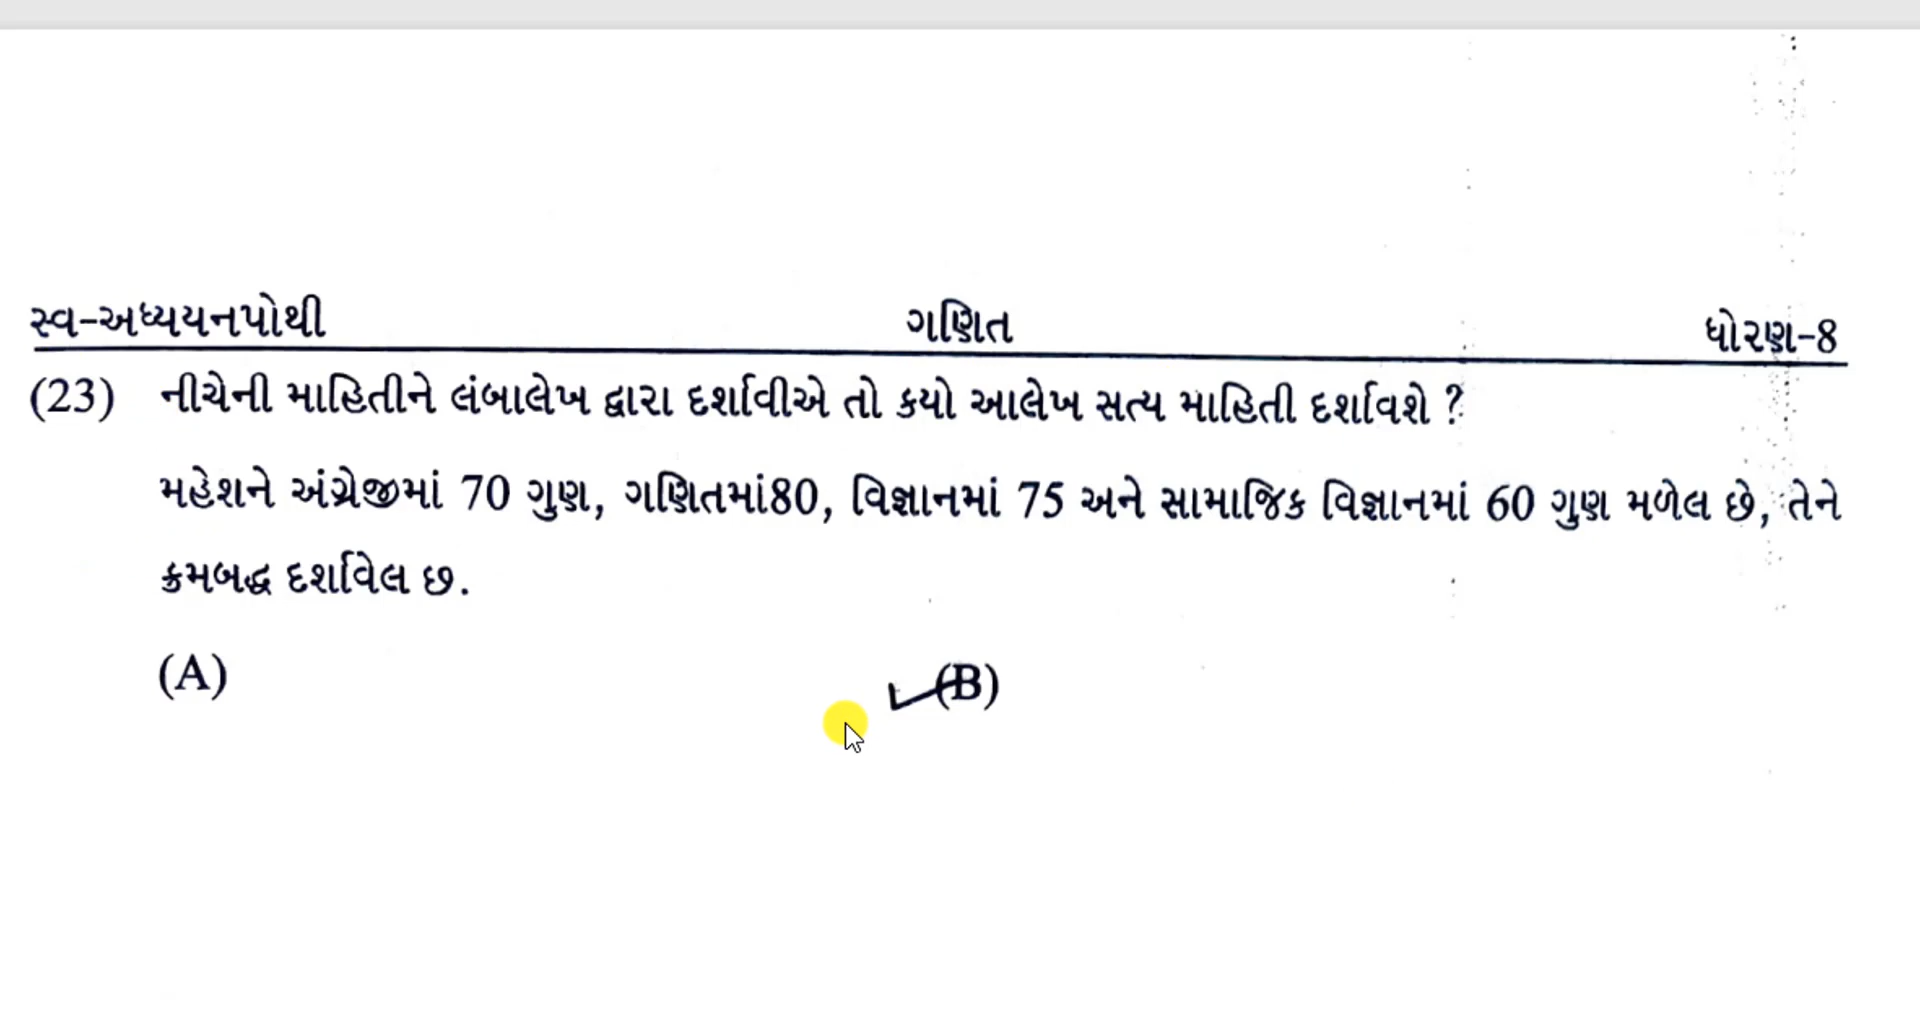 સ્વ-અધ્યયનપોથી ગણિત ધોરણ-8
(23) નીચેની માહિતીને લંબાલેખ દ્વારા દર્શાવીએ તો કયો આલેખ સત્ય માહિતી દર્શાવશે ?
મહેશને અંગ્રેજીમાં 70 ગુણ, ગણિતમાં80, વિજ્ઞાનમાં 75 અને સામાજિક વિજ્ઞાનમાં 60 ગુણ મળેલ છે, તેને
ક્રમબદ્ધ દર્શાવેલ છે.
(A) (B)